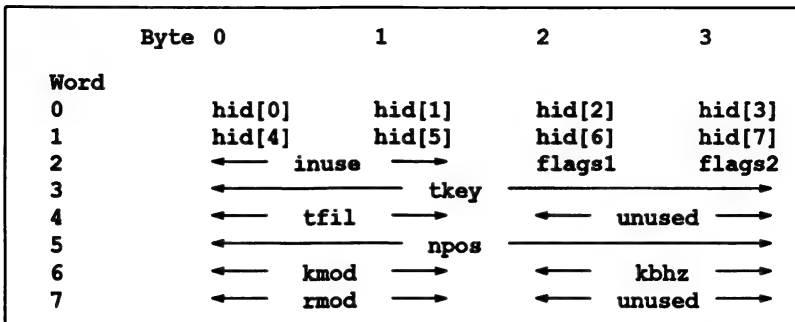 Byte 0 1 2 3
Word
0 hid[0] hid[1] hid[2] hid[3]
1 hid[4] hid[5] hid[6] hid[7]
2 inuse flags1 flags2
3 tkey
4 tfil unused
5 npos
6 kmod kbhz
7 rmod unused